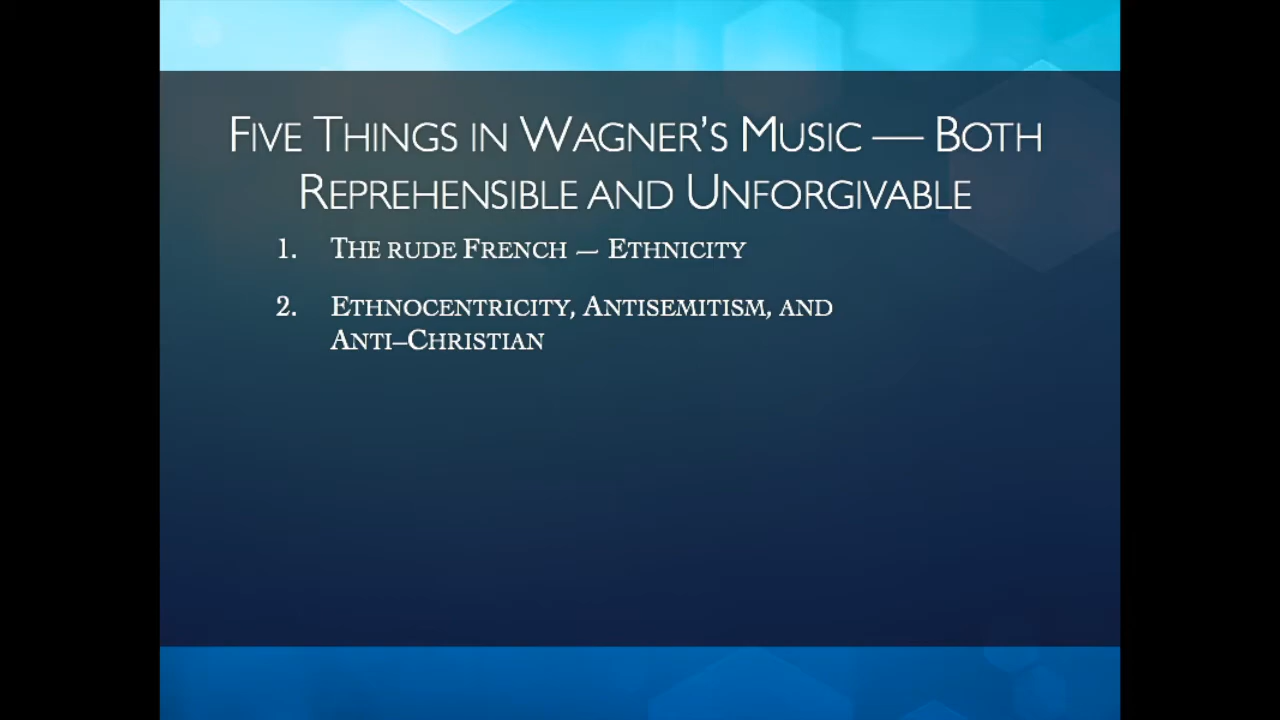 Five Things in Wagner's Music — Both
Reprehensible and Unforgivable
1. The rude French — Ethnicity
2. Ethnocentricity, Antisemitism, and
Anti–Christian